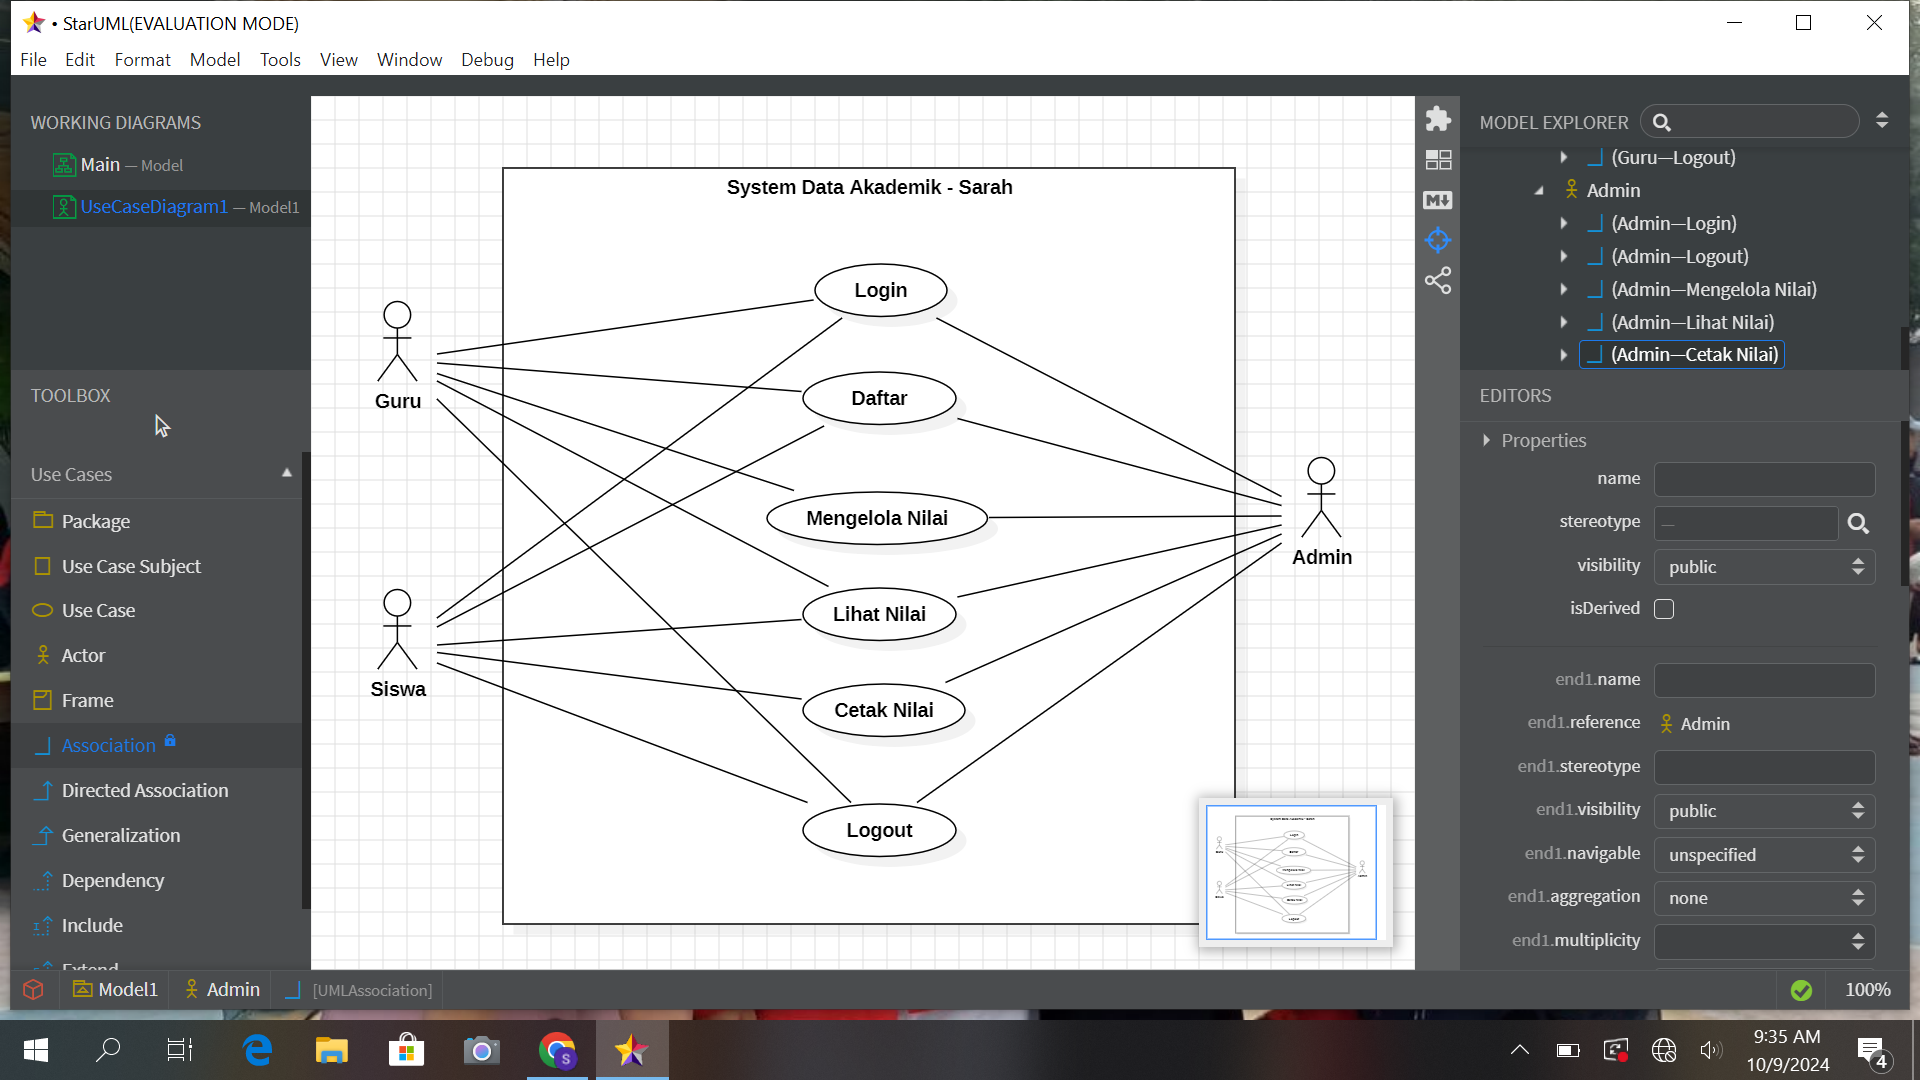 • StarUML(EVALUATION MODE)
File Edit Format Model Tools View Window Debug Help
WORKING DIAGRAMS
Main — Model
UseCaseDiagram1 — Model1
TOOLBOX
Use Cases
Package
Use Case Subject
Use Case
Actor
Frame
Association
Directed Association
Generalization
Dependency
Include
Extend
System Data Akademik - Sarah
Login
Guru
Daftar
Mengelola Nilai
Admin
Lihat Nilai
Siswa
Cetak Nilai
Logout
MODEL EXPLORER
(Guru—Logout)
Admin
(Admin—Login)
(Admin—Logout)
(Admin—Mengelola Nilai)
(Admin—Lihat Nilai)
(Admin—Cetak Nilai)
EDITORS
Properties
name
stereotype —
visibility public
isDerived
end1.name
end1.reference Admin
end1.stereotype
end1.visibility public
end1.navigable unspecified
end1.aggregation none
end1.multiplicity
Model1 Admin [UMLAssociation]
100%
M
S
9:35 AM
10/9/2024
4